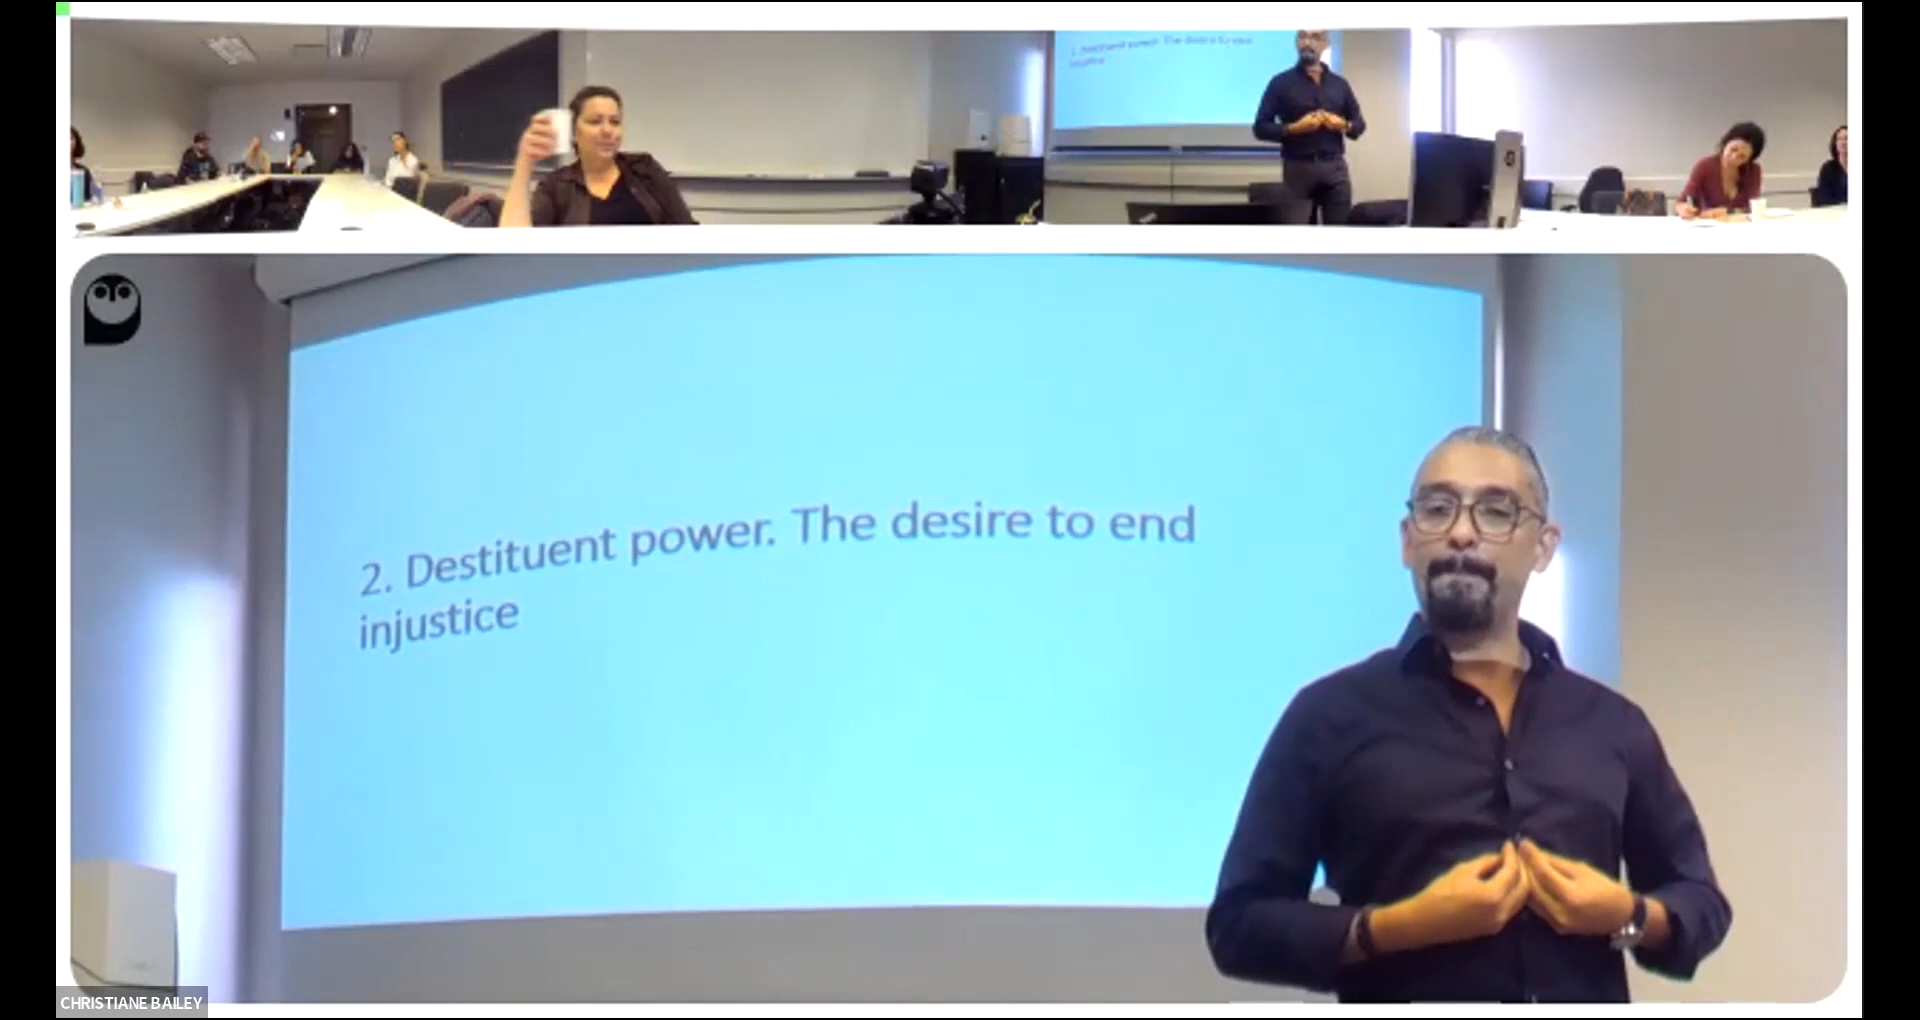 2. Destituent power. The desire to end
injustice
CHRISTIANE BAILEY